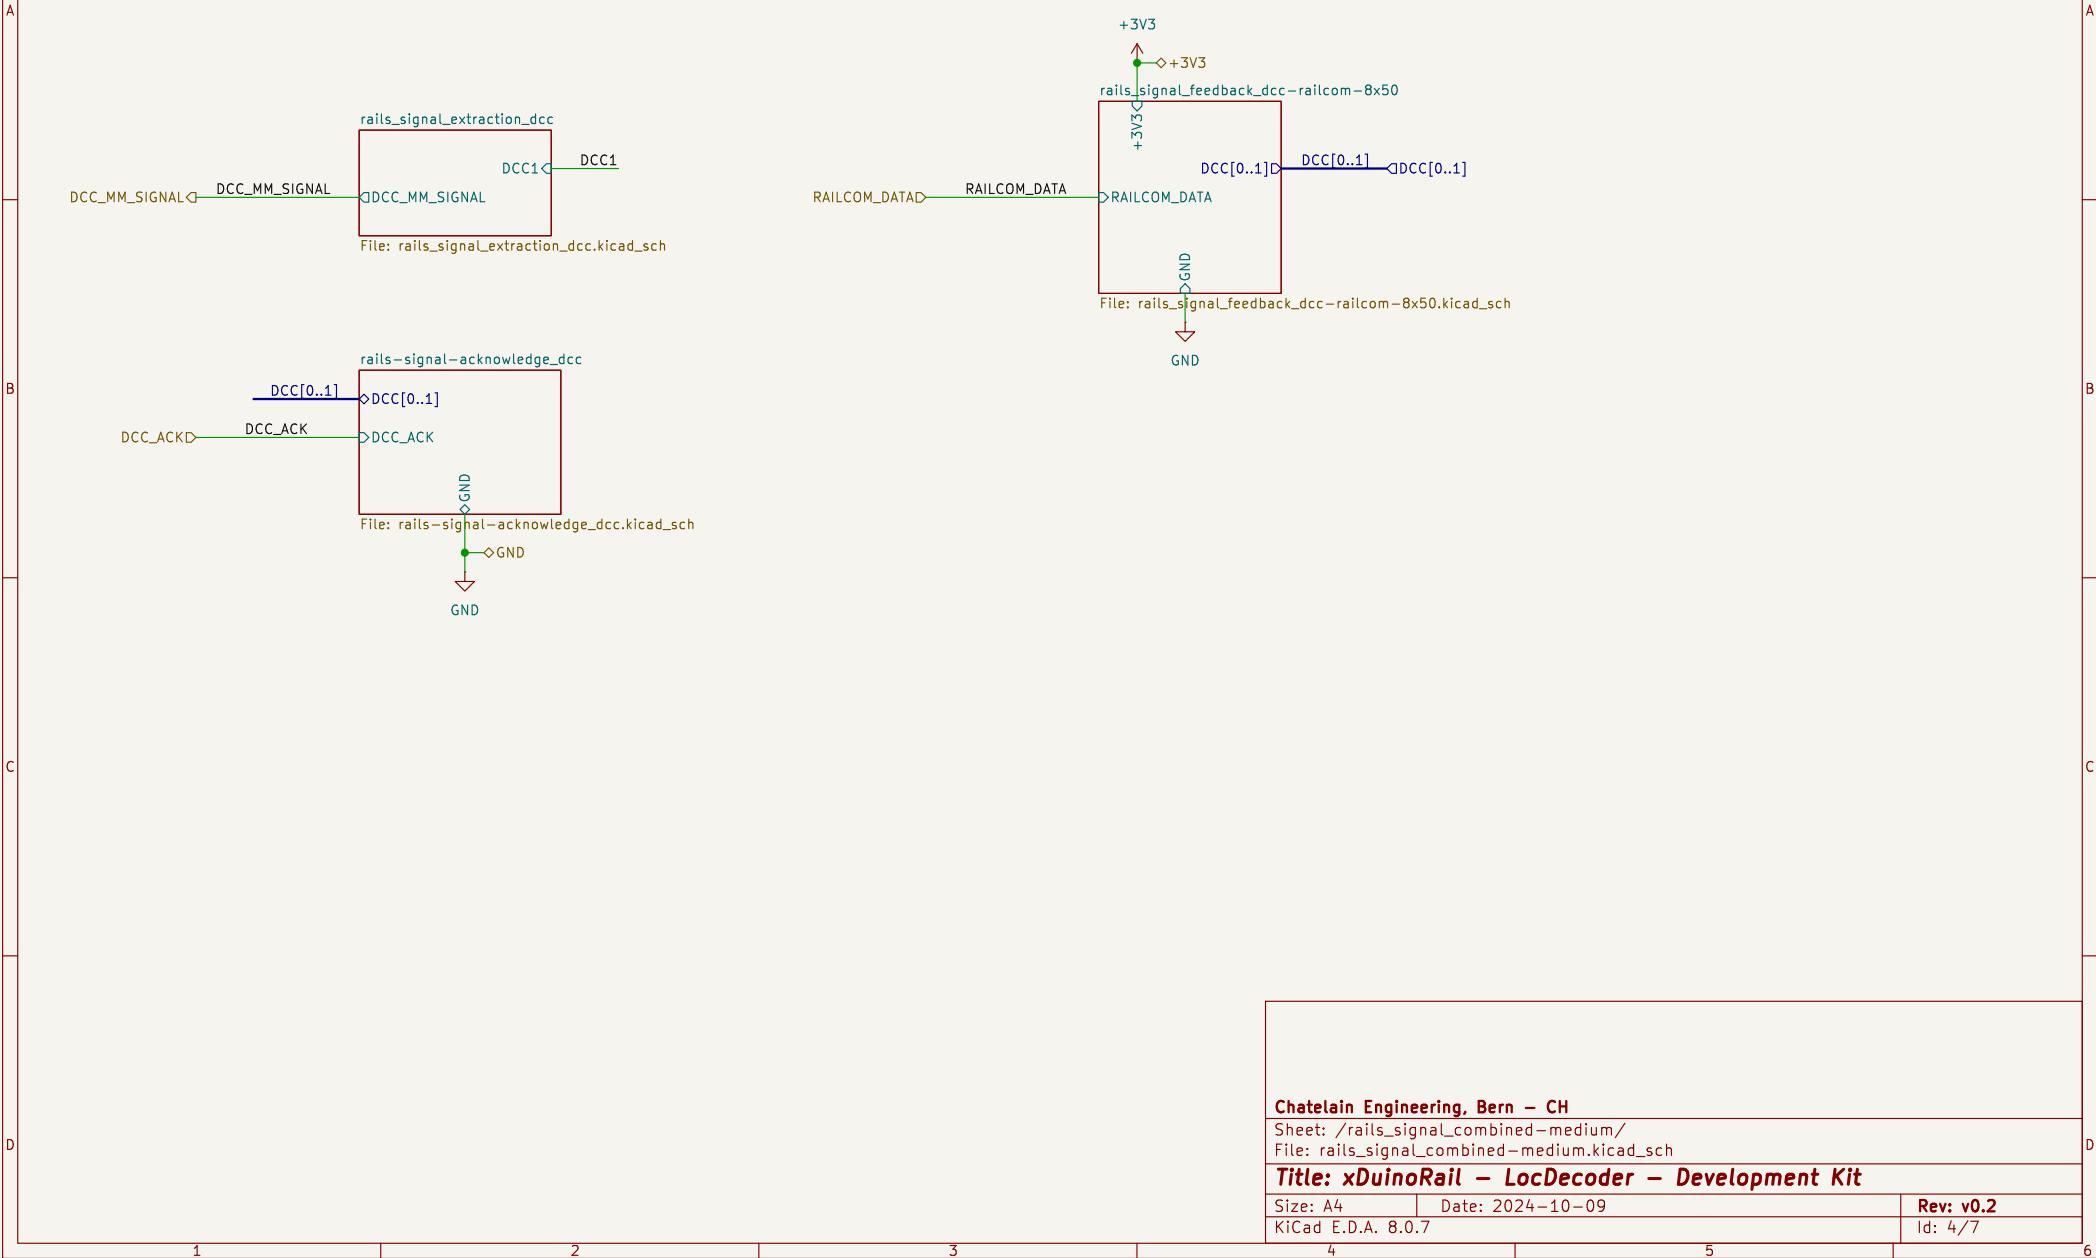 A
A
+3V3
+3V3
rails_signal_extraction_dcc
DCC1
DCC1
DCC_MM_SIGNAL
DCC_MM_SIGNAL
DCC_MM_SIGNAL
File: rails_signal_extraction_dcc.kicad_sch
rails_signal_feedback_dcc-railcom-8x50
+3V3
DCC[0..1]
DCC[0..1]
DCC[0..1]
RAILCOM_DATA
RAILCOM_DATA
RAILCOM_DATA
GND
File: rails_signal_feedback_dcc-railcom-8x50.kicad_sch
GND
rails-signal-acknowledge_dcc
B
B
DCC[0..1]
DCC[0..1]
DCC_ACK
DCC_ACK
DCC_ACK
GND
File: rails-signal-acknowledge_dcc.kicad_sch
GND
GND
C
C
Chatelain Engineering, Bern - CH
Sheet: /rails_signal_combined-medium/
File: rails_signal_combined-medium.kicad_sch
D
D
Title: xDuinoRail - LocDecoder - Development Kit
Size: A4
Date: 2024-10-09
Rev: v0.2
KiCad E.D.A. 8.0.7
Id: 4/7
1
2
3
4
5
6